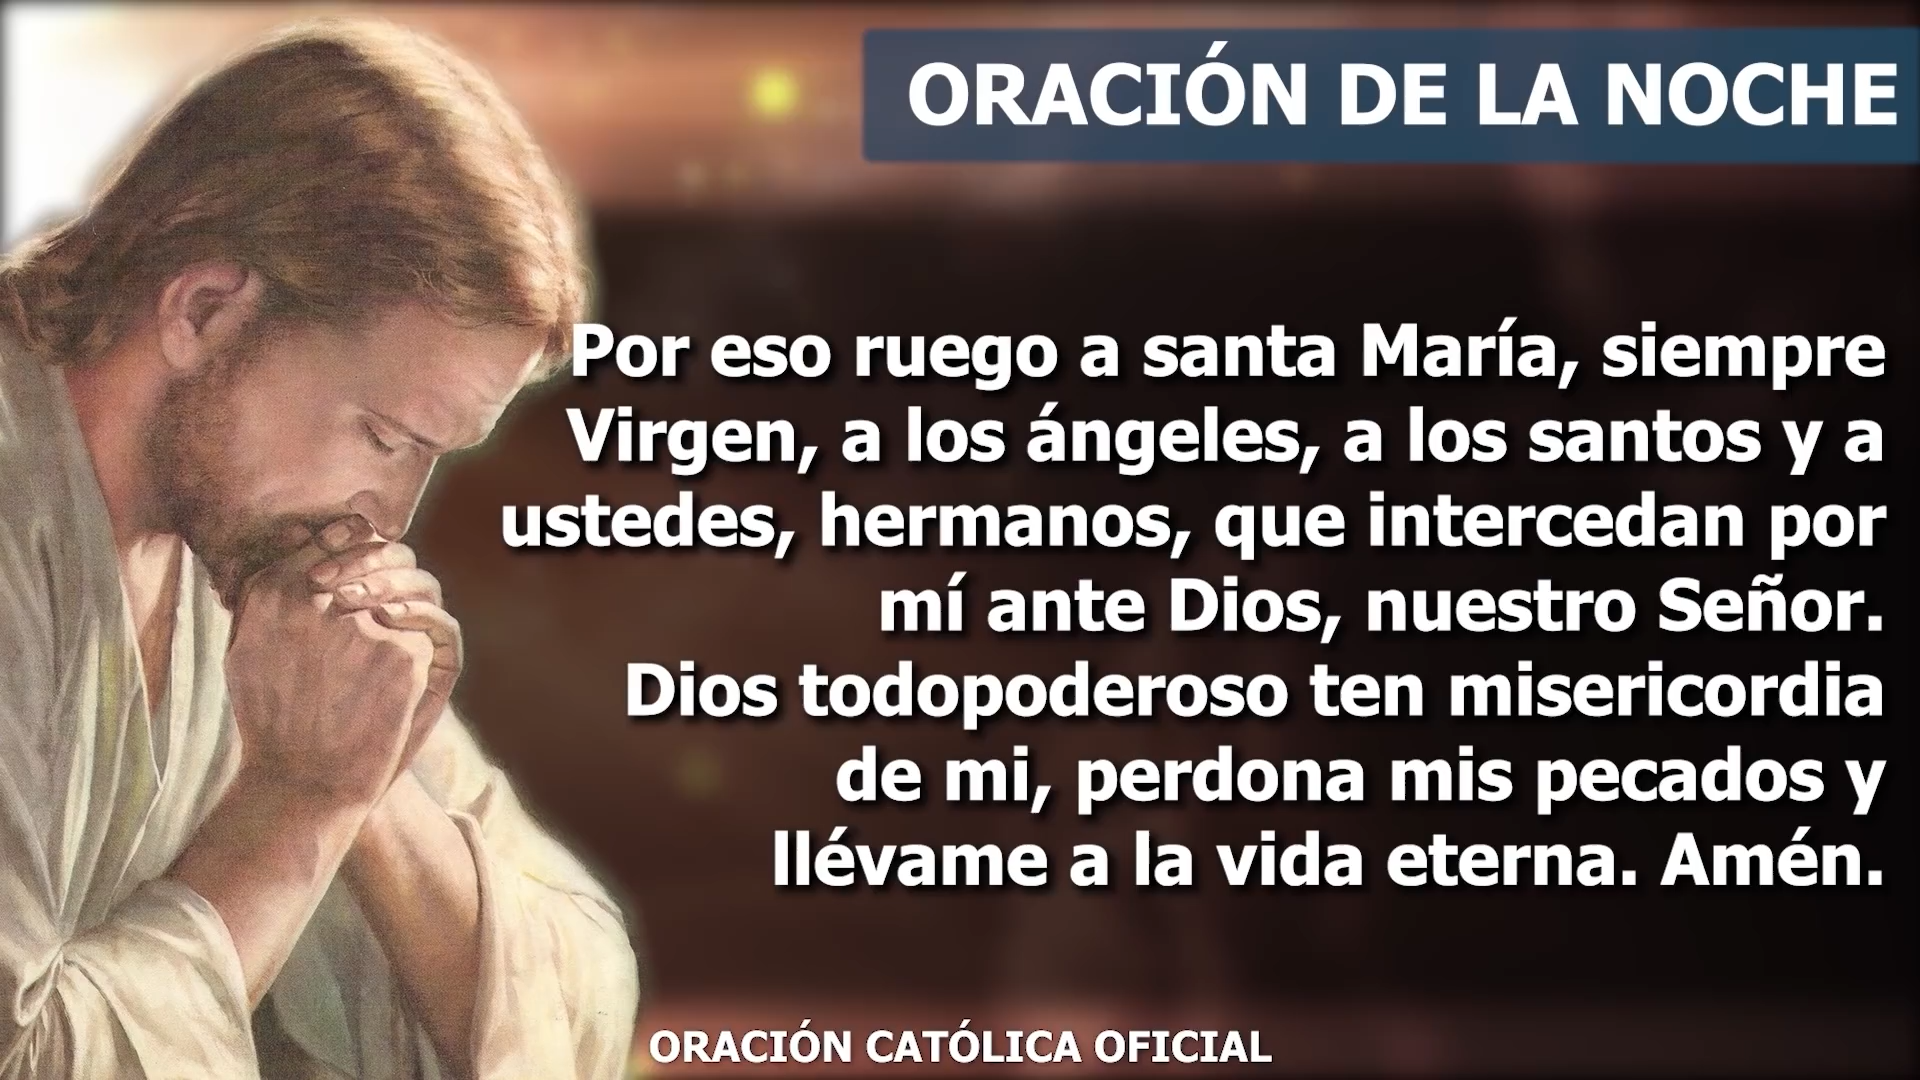 ORACIÓN DE LA NOCHE
Por eso ruego a santa María, siempre
Virgen, a los ángeles, a los santos y a
ustedes, hermanos, que intercedan por
mí ante Dios, nuestro Señor.
Dios todopoderoso ten misericordia
de mi, perdona mis pecados y
llévame a la vida eterna. Amén.
ORACIÓN CATÓLICA OFICIAL